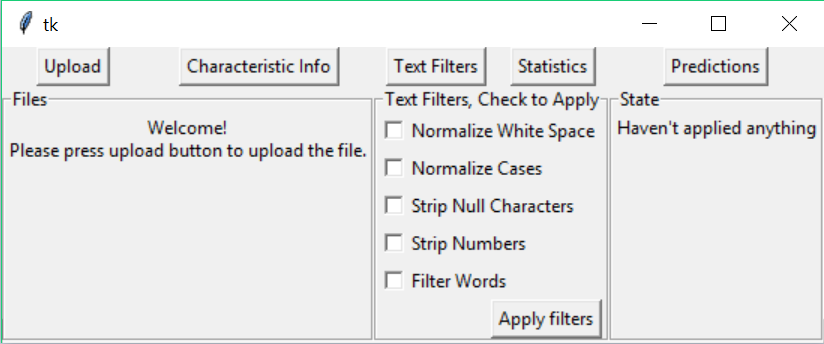 tk
Upload Characteristic Info Text Filters Statistics Predictions
Files
Welcome!
Please press upload button to upload the file.
Text Filters, Check to Apply
Normalize White Space
Normalize Cases
Strip Null Characters
Strip Numbers
Filter Words
Apply filters
State
Haven't applied anything